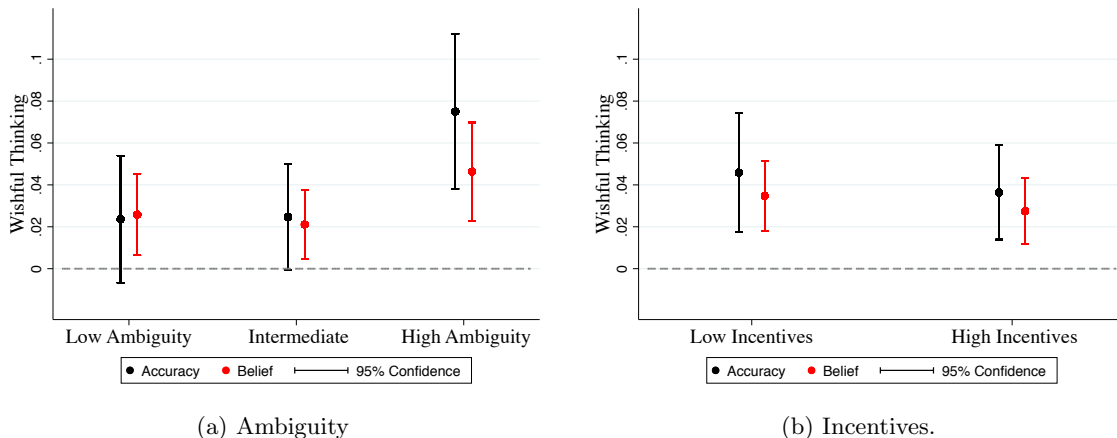 Wishful Thinking
.1
.08
.06
.04
.02
0
Low Ambiguity Intermediate High Ambiguity
Accuracy Belief 95% Confidence
(a) Ambiguity
Wishful Thinking
.1
.08
.06
.04
.02
0
Low Incentives High Incentives
Accuracy Belief 95% Confidence
(b) Incentives.